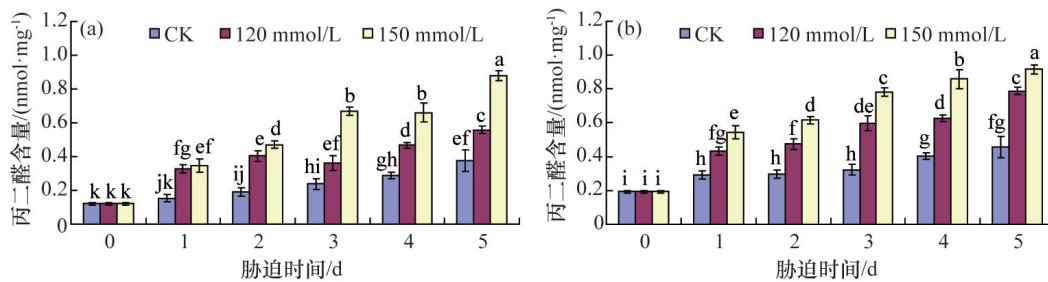 (a) CK 120 mmol/L 150 mmol/L
丙二醛含量/(nmol·mg⁻¹)
1.2
1.0
0.8
0.6
0.4
0.2
0
k k k
jk fg ef
ij e d
hi ef b
gh d b
ef c a
0 1 2 3 4 5
胁迫时间/d
(b) CK 120 mmol/L 150 mmol/L
丙二醛含量/(nmol·mg⁻¹)
1.2
1.0
0.8
0.6
0.4
0.2
0
i i i
h fg e
h f d
h de c
g d b
fg c a
0 1 2 3 4 5
胁迫时间/d